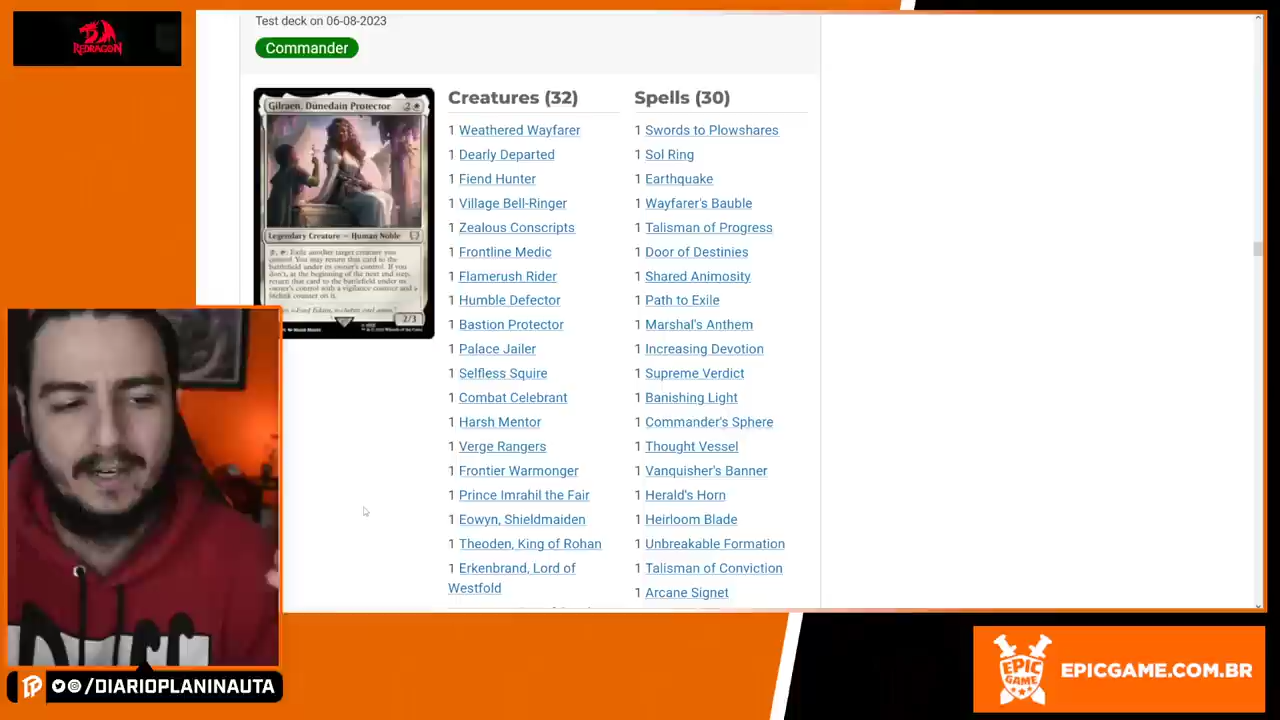 REDRAGON
Test deck on 06-08-2023
Commander
Gilraen, Dúnedain Protector 2
Legendary Creature — Human Noble
2/3
Creatures (32)
1 Weathered Wayfarer
1 Dearly Departed
1 Fiend Hunter
1 Village Bell-Ringer
1 Zealous Conscripts
1 Frontline Medic
1 Flamerush Rider
1 Humble Defector
1 Bastion Protector
1 Palace Jailer
1 Selfless Squire
1 Combat Celebrant
1 Harsh Mentor
1 Verge Rangers
1 Frontier Warmonger
1 Prince Imrahil the Fair
1 Eowyn, Shieldmaiden
1 Theoden, King of Rohan
1 Erkenbrand, Lord of
Westfold
Spells (30)
1 Swords to Plowshares
1 Sol Ring
1 Earthquake
1 Wayfarer's Bauble
1 Talisman of Progress
1 Door of Destinies
1 Shared Animosity
1 Path to Exile
1 Marshal's Anthem
1 Increasing Devotion
1 Supreme Verdict
1 Banishing Light
1 Commander's Sphere
1 Thought Vessel
1 Vanquisher's Banner
1 Herald's Horn
1 Heirloom Blade
1 Unbreakable Formation
1 Talisman of Conviction
1 Arcane Signet
/DIARIOPLANINAUTA
EPIC
GAME
EPICGAME.COM.BR